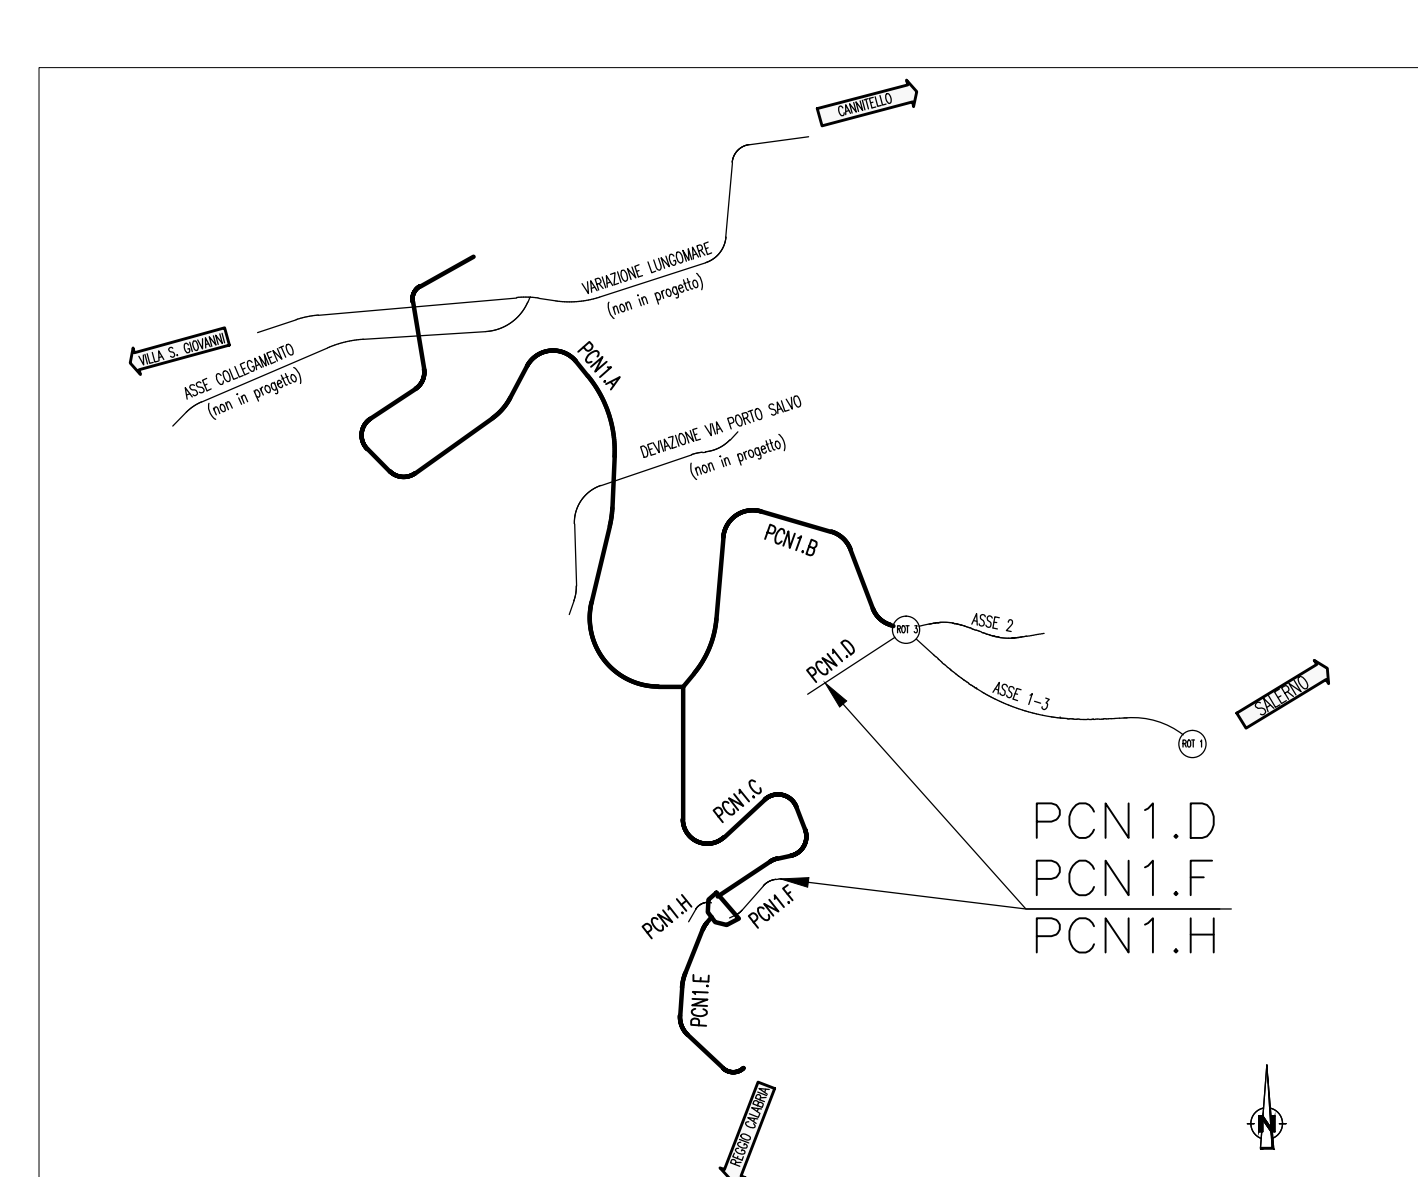 CANNITELLO
VARIAZIONE LUNGOMARE
(non in progetto)
VILLA S. GIOVANNI
ASSE COLLEGAMENTO
(non in progetto)
PCN1.A
DEVIAZIONE VIA PORTO SALVO
(non in progetto)
PCN1.B
ROT 3
ASSE 2
PCN1.D
ASSE 1-3
SALERNO
ROT 1
PCN1.C
PCN1.D
PCN1.F
PCN1.H
PCN1.H
PCN1.F
PCN1.E
REGGIO CALABRIA
N